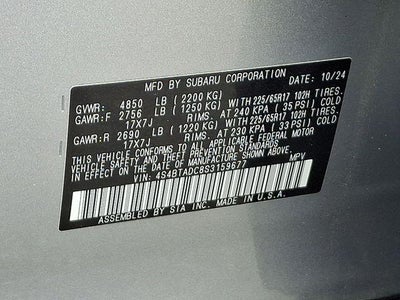 MFD BY SUBARU CORPORATION DATE: 10/24
GVWR: 4850 LB (2200 KG)
GAWR:F 2756 LB (1250 KG) WITH 225/65R17 102H TIRES.
17X7J RIMS. AT 240 KPA (35 PSI) COLD
GAWR:R 2690 LB (1220 KG) WITH 225/65R17 102H TIRES.
17X7J RIMS. AT 230 KPA (33 PSI) COLD
THIS VEHICLE CONFORMS TO ALL APPLICABLE FEDERAL MOTOR
VEHICLE SAFETY AND THEFT PREVENTION STANDARDS
IN EFFECT ON THE DATE OF MANUFACTURE SHOWN ABOVE.
VIN: 4S4BTADC8S3159677 MPV
ASSEMBLED BY SIA INC. MADE IN U.S.A.